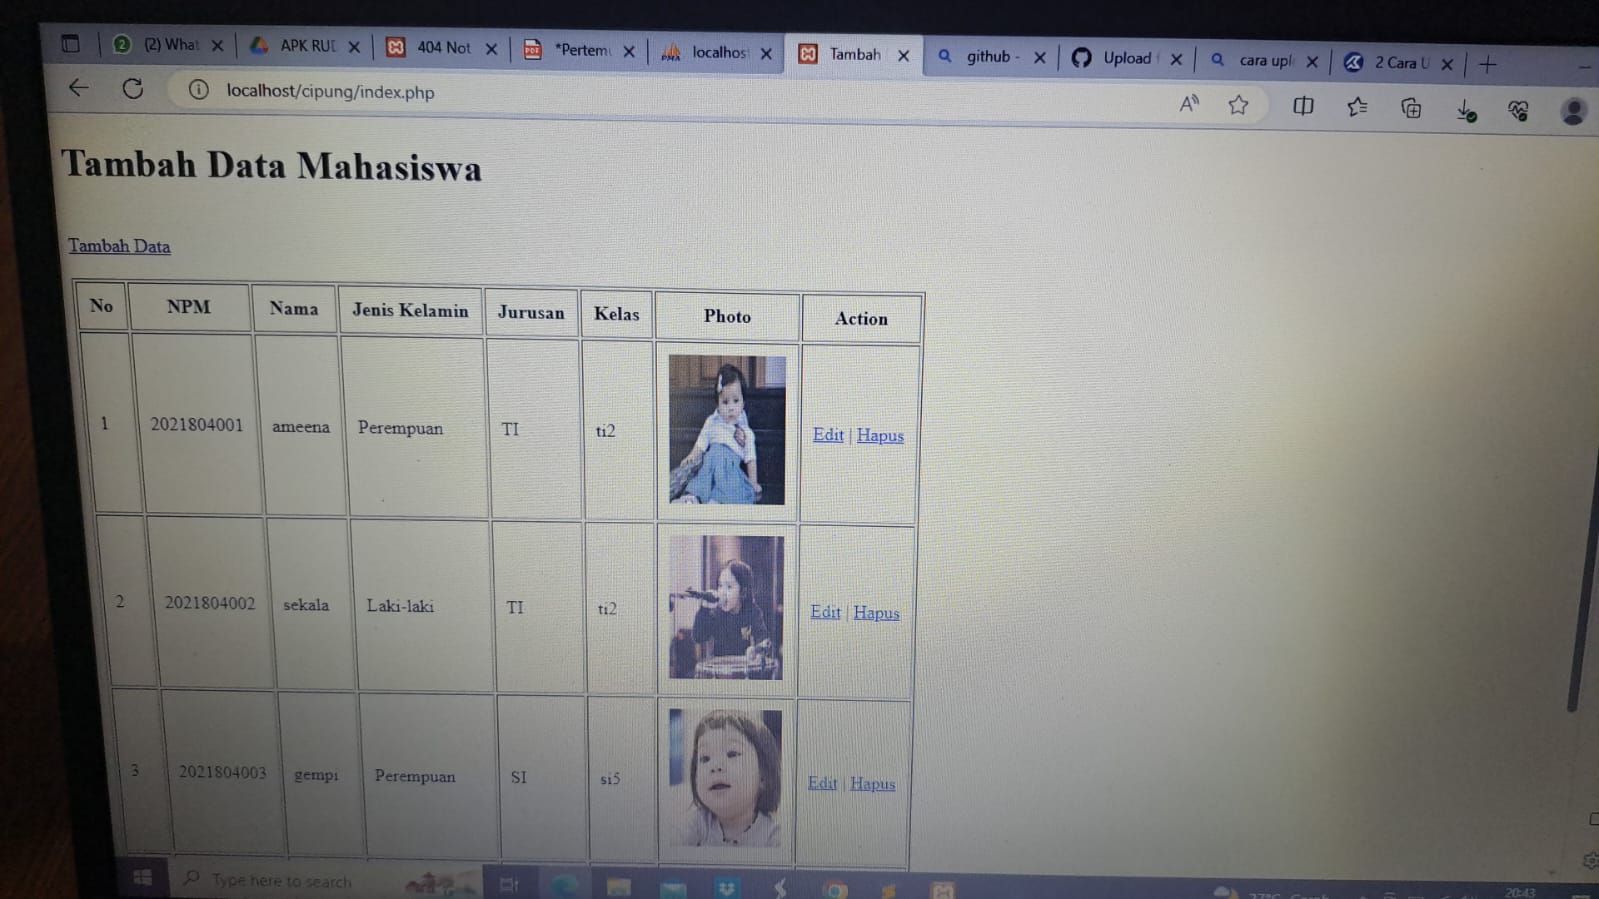 (2) What
APK RUI
404 Not
*Pertem
localhos
Tambah
github -
Upload
cara upl
2 Cara U
localhost/cipung/index.php
Tambah Data Mahasiswa
Tambah Data
No NPM Nama Jenis Kelamin Jurusan Kelas Photo Action
1 2021804001 ameena Perempuan TI ti2 Edit | Hapus
2 2021804002 sekala Laki-laki TI ti2 Edit | Hapus
3 2021804003 gempi Perempuan SI si5 Edit | Hapus
Type here to search
20:43